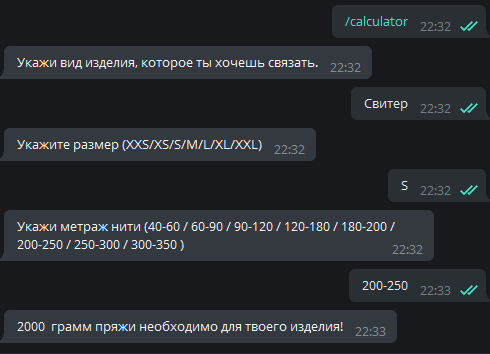 /calculator 22:32
Укажи вид изделия, которое ты хочешь связать. 22:32
Свитер 22:32
Укажите размер (XXS/XS/S/M/L/XL/XXL) 22:32
S 22:32
Укажи метраж нити (40-60 / 60-90 / 90-120 / 120-180 / 180-200 /
200-250 / 250-300 / 300-350 ) 22:32
200-250 22:33
2000 грамм пряжи необходимо для твоего изделия! 22:33